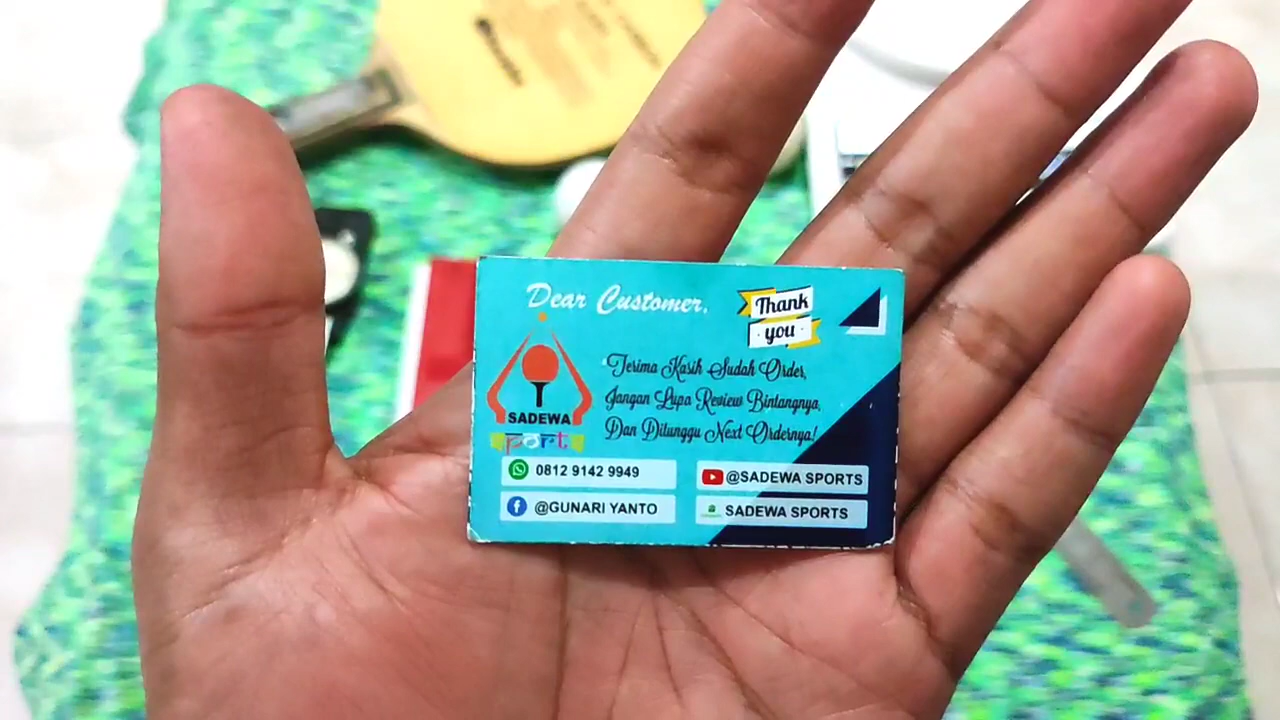 Dear Customer,
Thank
you
Terima Kasih Sudah Order,
Jangan Lupa Review Bintangnya,
Dan Ditunggu Next Ordernya!
SADEWA
Sport
0812 9142 9949
@SADEWA SPORTS
@GUNARI YANTO
SADEWA SPORTS